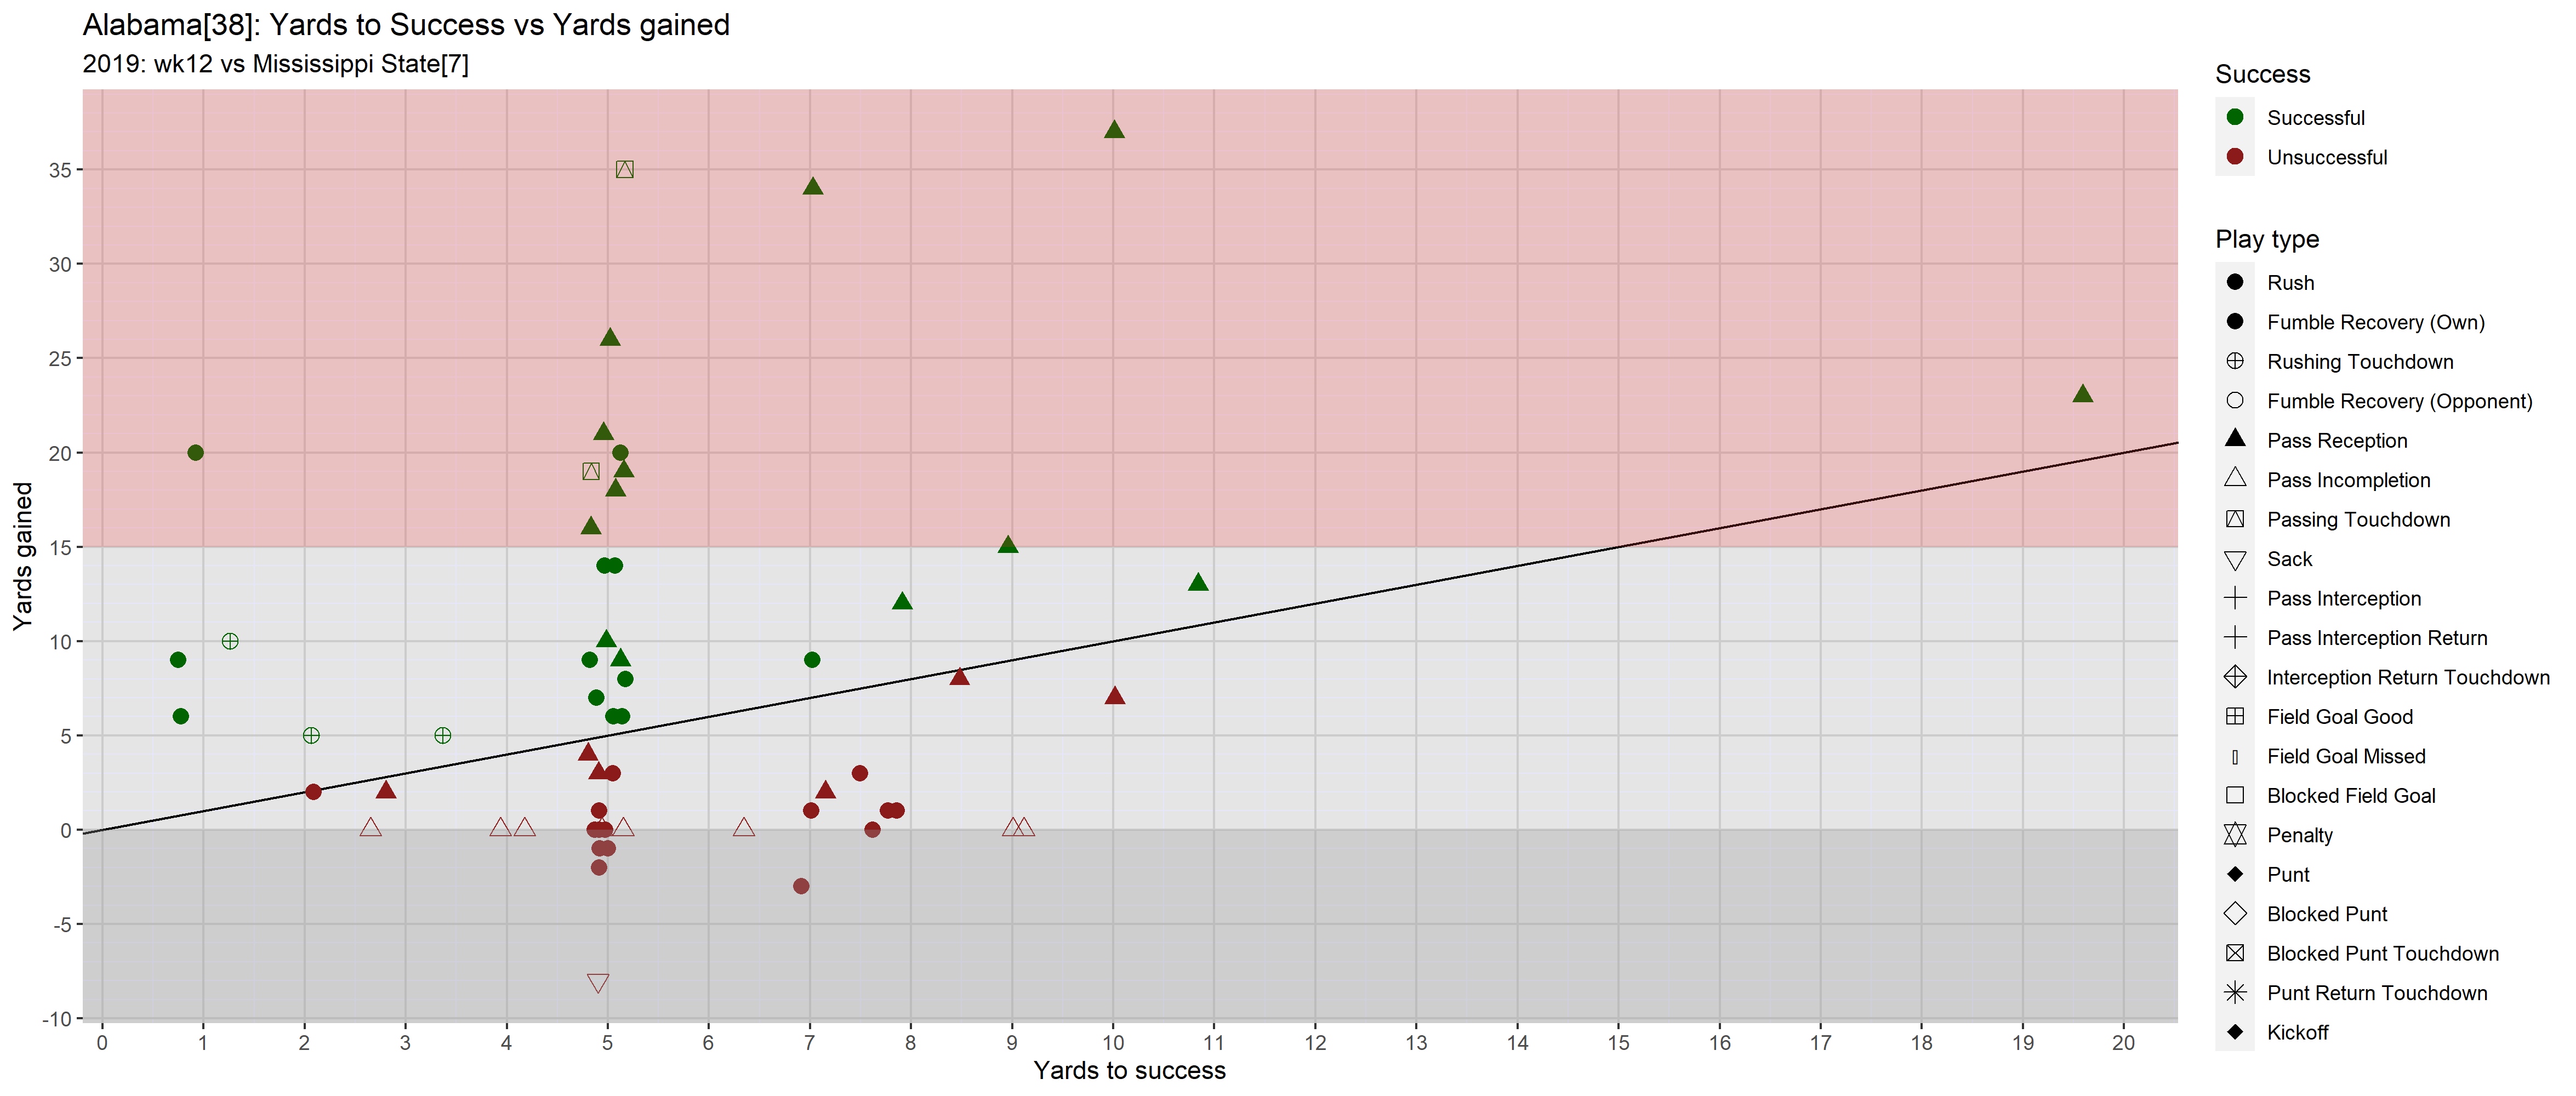 Alabama[38]: Yards to Success vs Yards gained
2019: wk12 vs Mississippi State[7]
Yards gained
35
30
25
20
15
10
5
0
-5
-10
0 1 2 3 4 5 6 7 8 9 10 11 12 13 14 15 16 17 18 19 20
Yards to success
Success
Successful
Unsuccessful
Play type
Rush
Fumble Recovery (Own)
Rushing Touchdown
Fumble Recovery (Opponent)
Pass Reception
Pass Incompletion
Passing Touchdown
Sack
Pass Interception
Pass Interception Return
Interception Return Touchdown
Field Goal Good
Field Goal Missed
Blocked Field Goal
Penalty
Punt
Blocked Punt
Blocked Punt Touchdown
Punt Return Touchdown
Kickoff